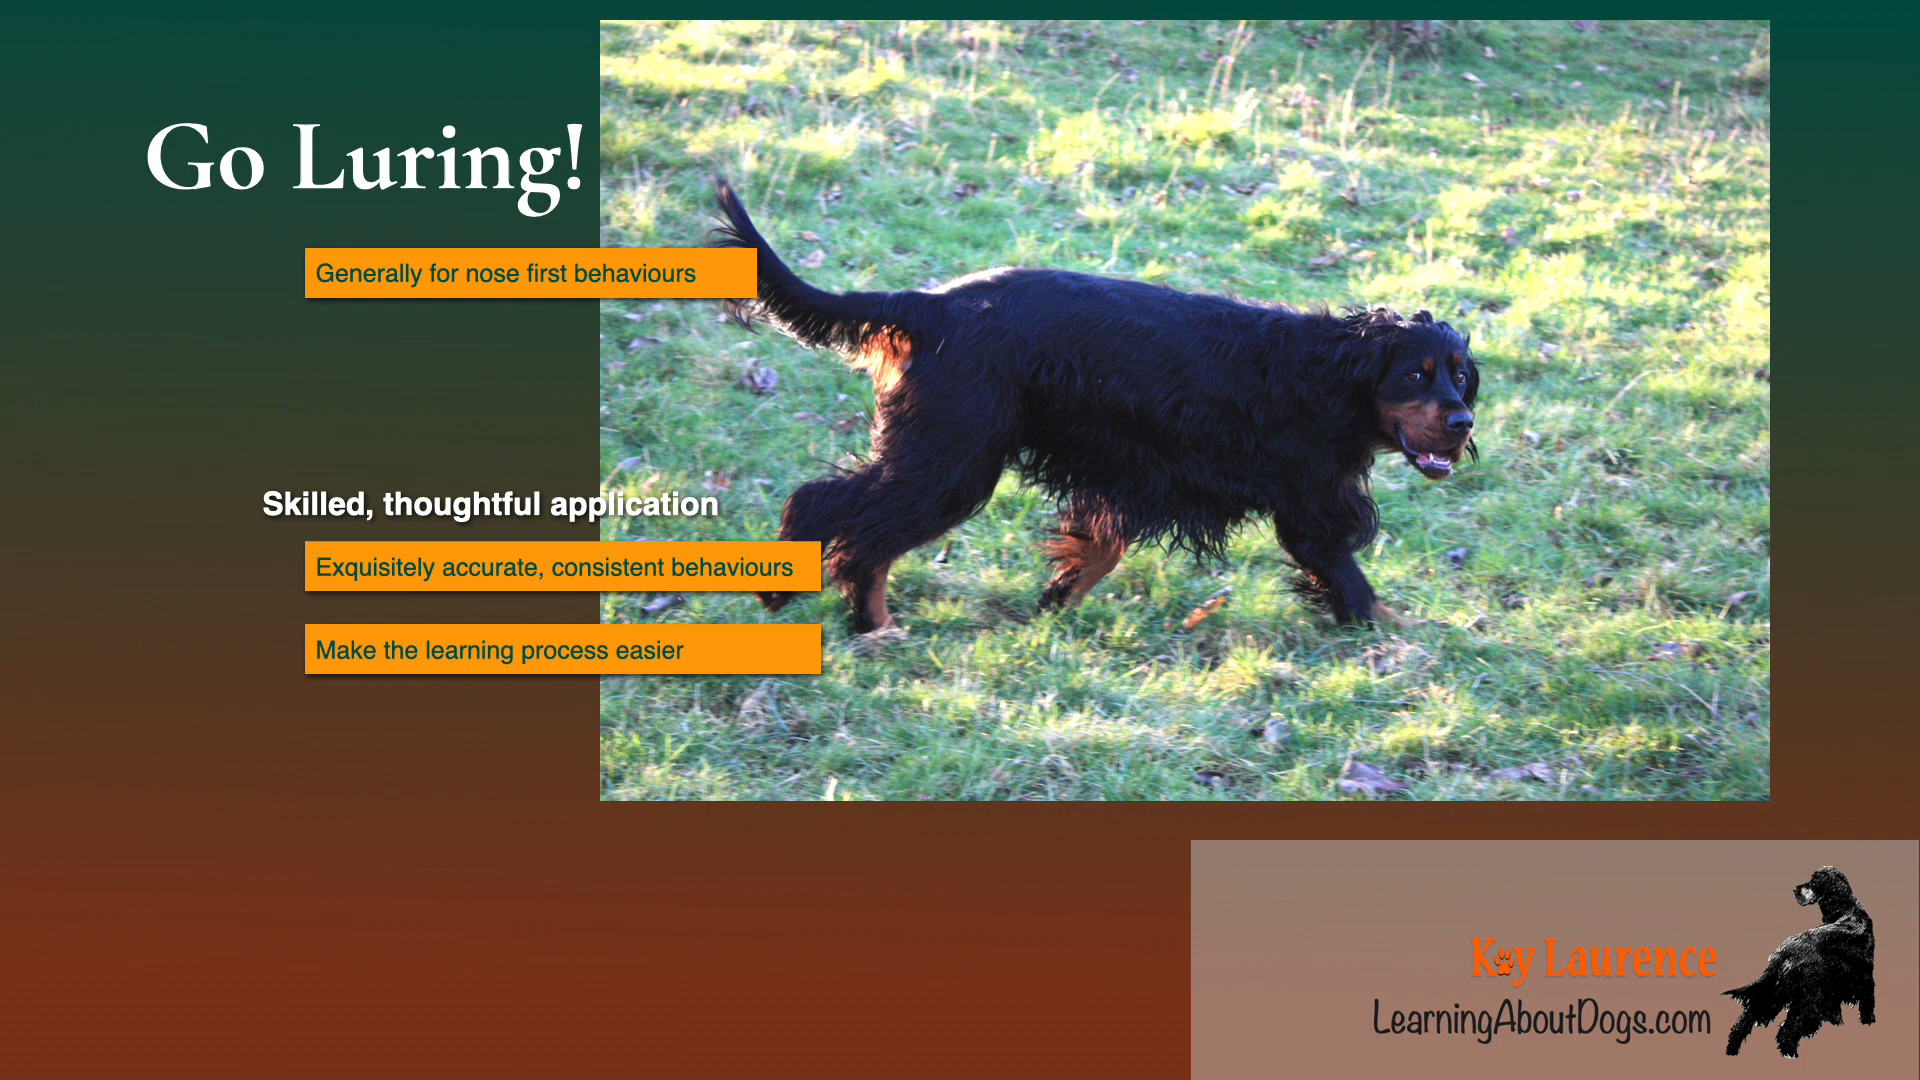 Go Luring!
Generally for nose first behaviours
Skilled, thoughtful application
Exquisitely accurate, consistent behaviours
Make the learning process easier
Kay Laurence
LearningAboutDogs.com